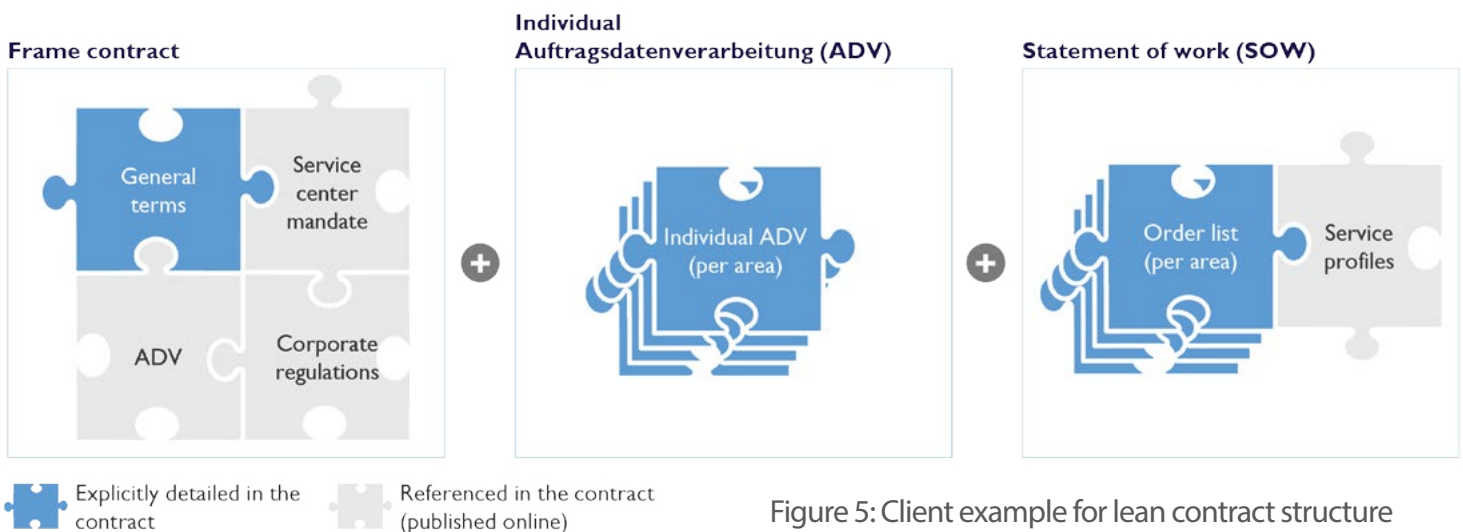 Frame contract
Individual
Auftragsdatenverarbeitung (ADV)
Statement of work (SOW)
General
terms
Service
center
mandate
ADV
Corporate
regulations
+
Individual ADV
(per area)
+
Order list
(per area)
Service
profiles
Explicitly detailed in the
contract
Referenced in the contract
(published online)
Figure 5: Client example for lean contract structure